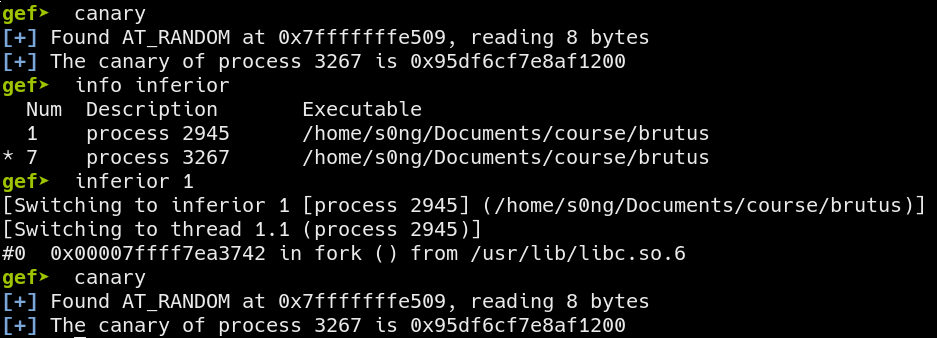 gef➤  canary
[+] Found AT_RANDOM at 0x7fffffffe509, reading 8 bytes
[+] The canary of process 3267 is 0x95df6cf7e8af1200
gef➤  info inferior
  Num  Description       Executable
  1    process 2945      /home/s0ng/Documents/course/brutus
* 7    process 3267      /home/s0ng/Documents/course/brutus
gef➤  inferior 1
[Switching to inferior 1 [process 2945] (/home/s0ng/Documents/course/brutus)]
[Switching to thread 1.1 (process 2945)]
#0  0x00007ffff7ea3742 in fork () from /usr/lib/libc.so.6
gef➤  canary
[+] Found AT_RANDOM at 0x7fffffffe509, reading 8 bytes
[+] The canary of process 3267 is 0x95df6cf7e8af1200